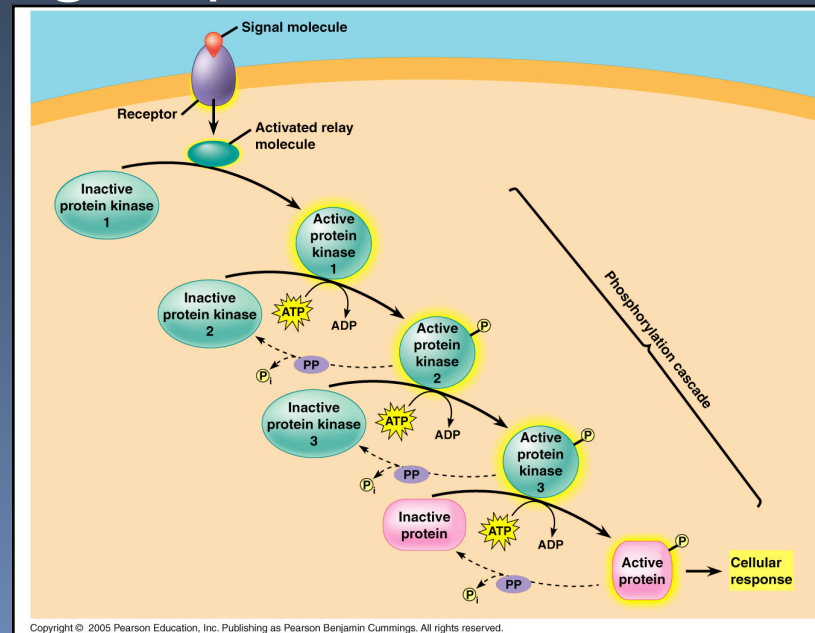 Signal molecule
Receptor
Activated relay
molecule
Inactive
protein kinase
1
Active
protein
kinase
1
Inactive
protein kinase
2
ATP
ADP
Active
protein
kinase
2
P
PP
Pi
Inactive
protein kinase
3
ATP
ADP
Active
protein
kinase
3
P
PP
Pi
Inactive
protein
ATP
ADP
Active
protein
P
PP
Pi
Cellular
response
Phosphorylation cascade
Copyright © 2005 Pearson Education, Inc. Publishing as Pearson Benjamin Cummings. All rights reserved.